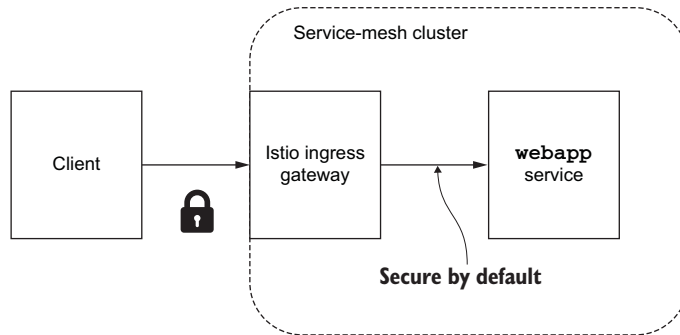 Service-mesh cluster
Client
Istio ingress
gateway
webapp
service
Secure by default